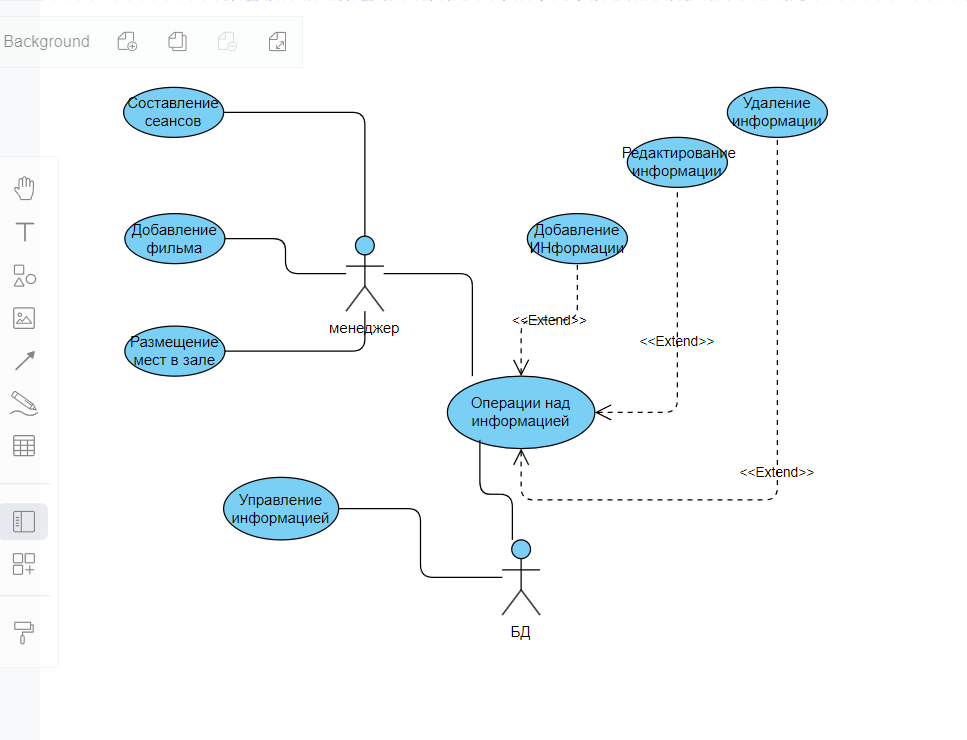 Background
Составление
сеансов
Удаление
информации
Редактирование
информации
Добавление
фильма
Добавление
ИНформации
менеджер
<<Extend>>
<<Extend>>
Размещение
мест в зале
Операции над
информацией
<<Extend>>
Управление
информацией
БД